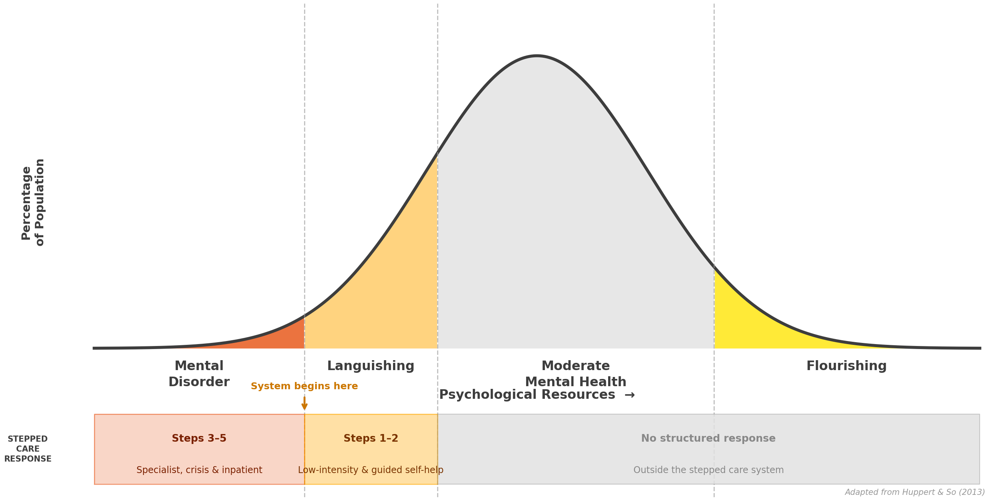 Percentage
of Population
Mental
Disorder
Languishing
Moderate
Mental Health
Flourishing
System begins here
Psychological Resources →
STEPPED
CARE
RESPONSE
Steps 3–5
Specialist, crisis & inpatient
Steps 1–2
Low-intensity & guided self-help
No structured response
Outside the stepped care system
Adapted from Huppert & So (2013)